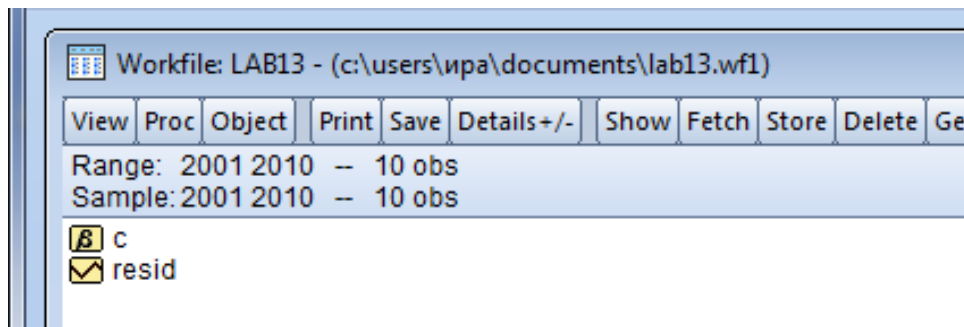 Workfile: LAB13 - (c:\users\ира\documents\lab13.wf1)
View Proc Object Print Save Details+/- Show Fetch Store Delete Ge
Range: 2001 2010 -- 10 obs
Sample: 2001 2010 -- 10 obs
β c
resid